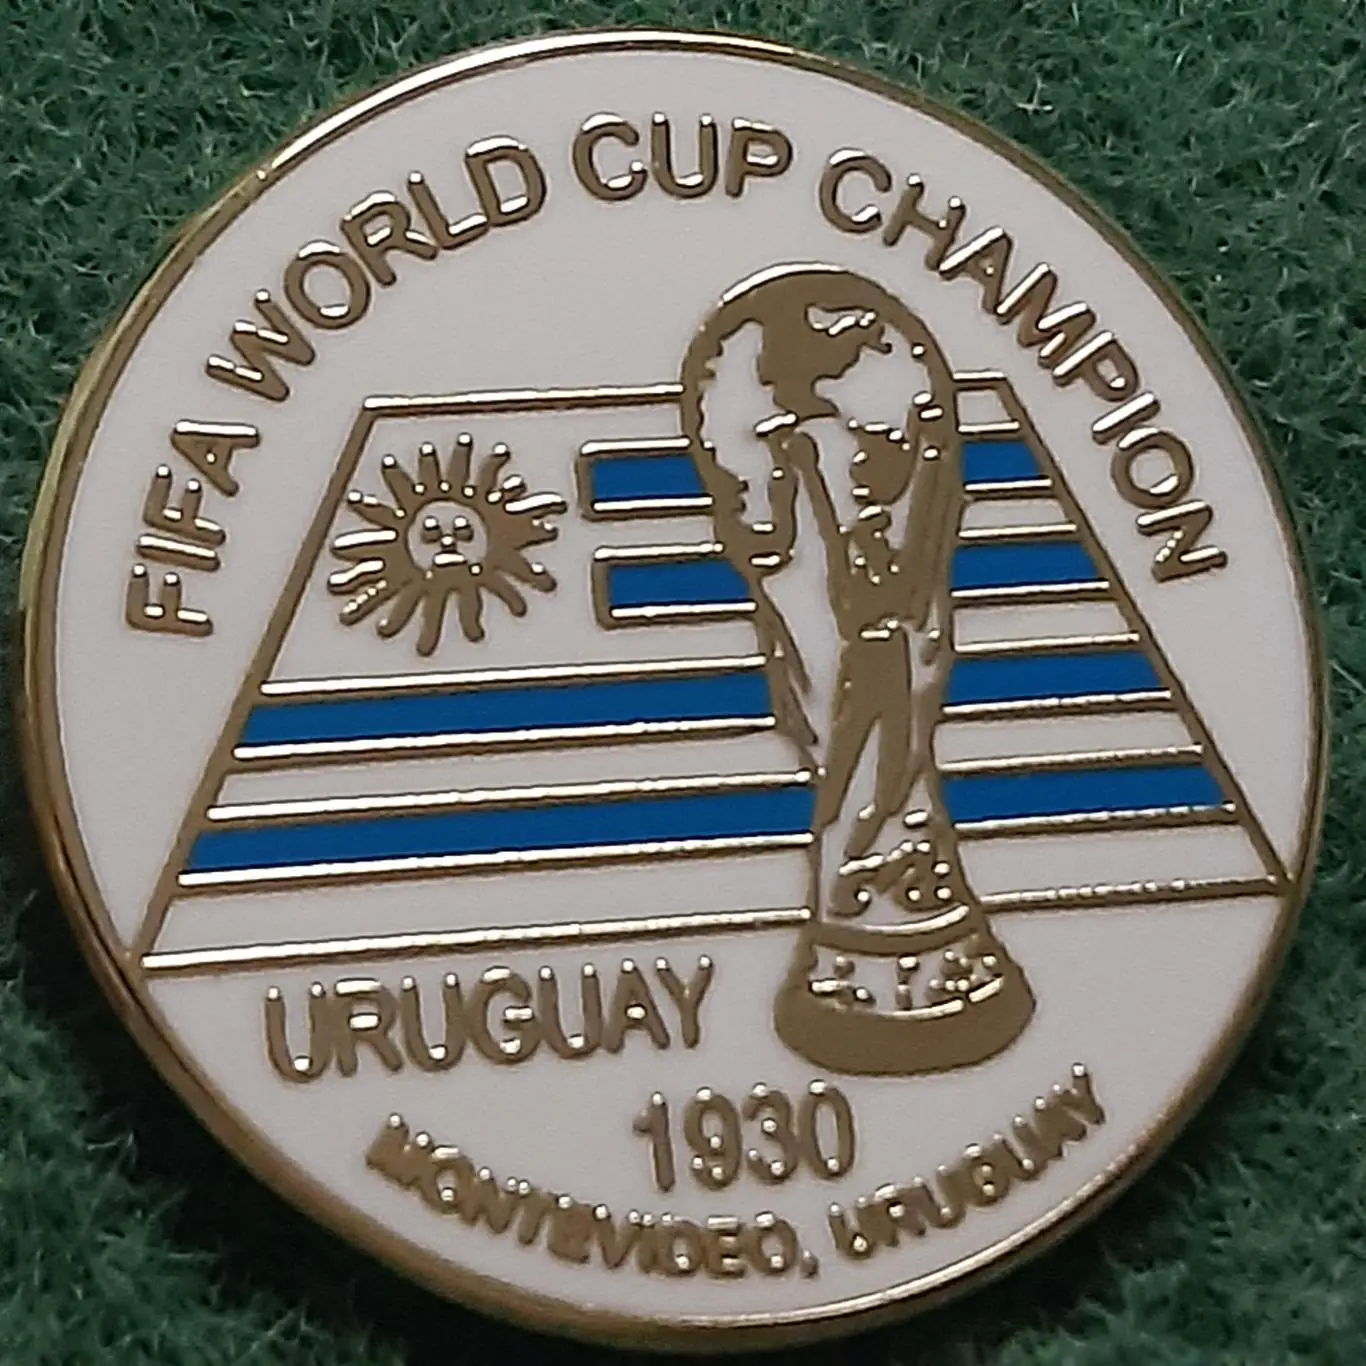 FIFA WORLD CUP CHAMPION
URUGUAY
1930
MONTEVIDEO, URUGUAY